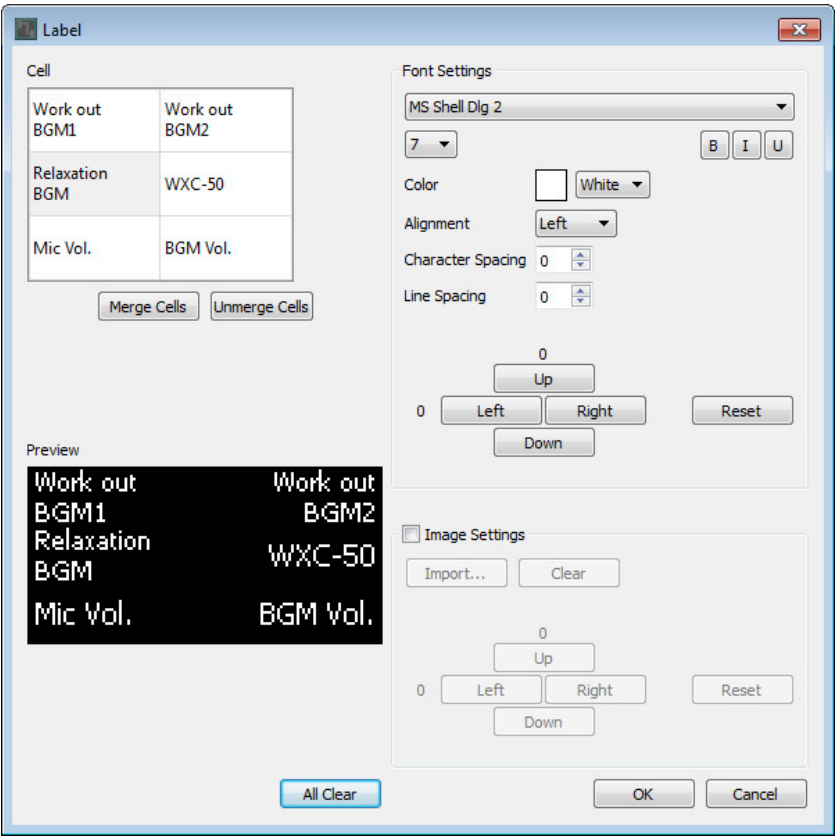 Label
Cell
Work out
BGM1
Work out
BGM2
Relaxation
BGM
WXC-50
Mic Vol.
BGM Vol.
Merge Cells
Unmerge Cells
Preview
Work out
BGM1
Work out
BGM2
Relaxation
BGM
WXC-50
Mic Vol.
BGM Vol.
All Clear
Font Settings
MS Shell Dlg 2
7
B I U
Color White
Alignment Left
Character Spacing 0
Line Spacing 0
0
Up
0 Left Right Reset
Down
Image Settings
Import... Clear
0
Up
0 Left Right Reset
Down
OK Cancel